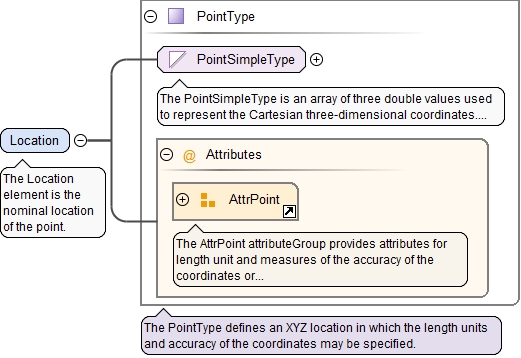 PointType
PointSimpleType
The PointSimpleType is an array of three double values used
to represent the Cartesian three-dimensional coordinates....
Location
The Location
element is the
nominal location
of the point.
@ Attributes
AttrPoint
The AttrPoint attributeGroup provides attributes for
length unit and measures of the accuracy of the
coordinates or...
The PointType defines an XYZ location in which the length units
and accuracy of the coordinates may be specified.